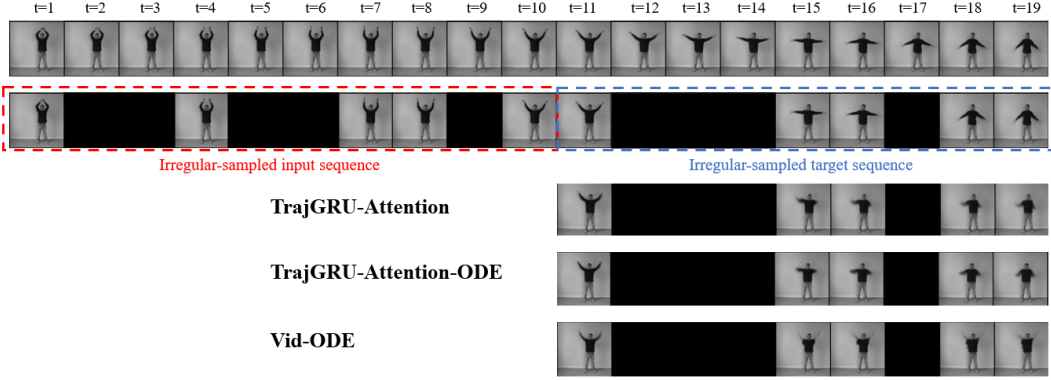 t=1 t=2 t=3 t=4 t=5 t=6 t=7 t=8 t=9 t=10 t=11 t=12 t=13 t=14 t=15 t=16 t=17 t=18 t=19
Irregular-sampled input sequence Irregular-sampled target sequence
TrajGRU-Attention
TrajGRU-Attention-ODE
Vid-ODE